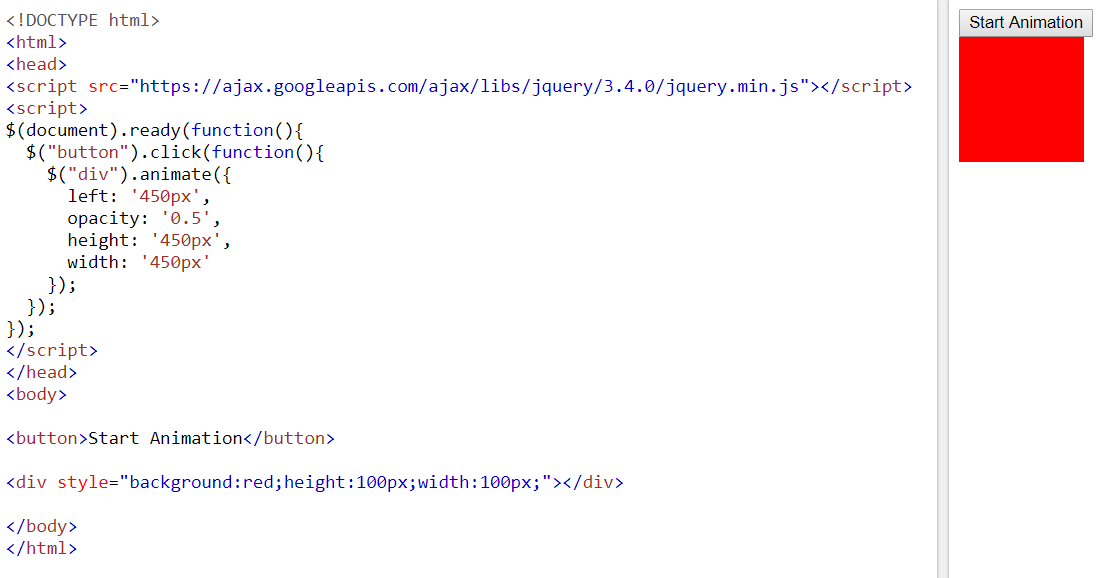 <!DOCTYPE html>
<html>
<head>
<script src="https://ajax.googleapis.com/ajax/libs/jquery/3.4.0/jquery.min.js"></script>
<script>
$(document).ready(function(){
  $("button").click(function(){
    $("div").animate({
      left: '450px',
      opacity: '0.5',
      height: '450px',
      width: '450px'
    });
  });
});
</script>
</head>
<body>
<button>Start Animation</button>
<div style="background:red;height:100px;width:100px;"></div>
</body>
</html>
Start Animation